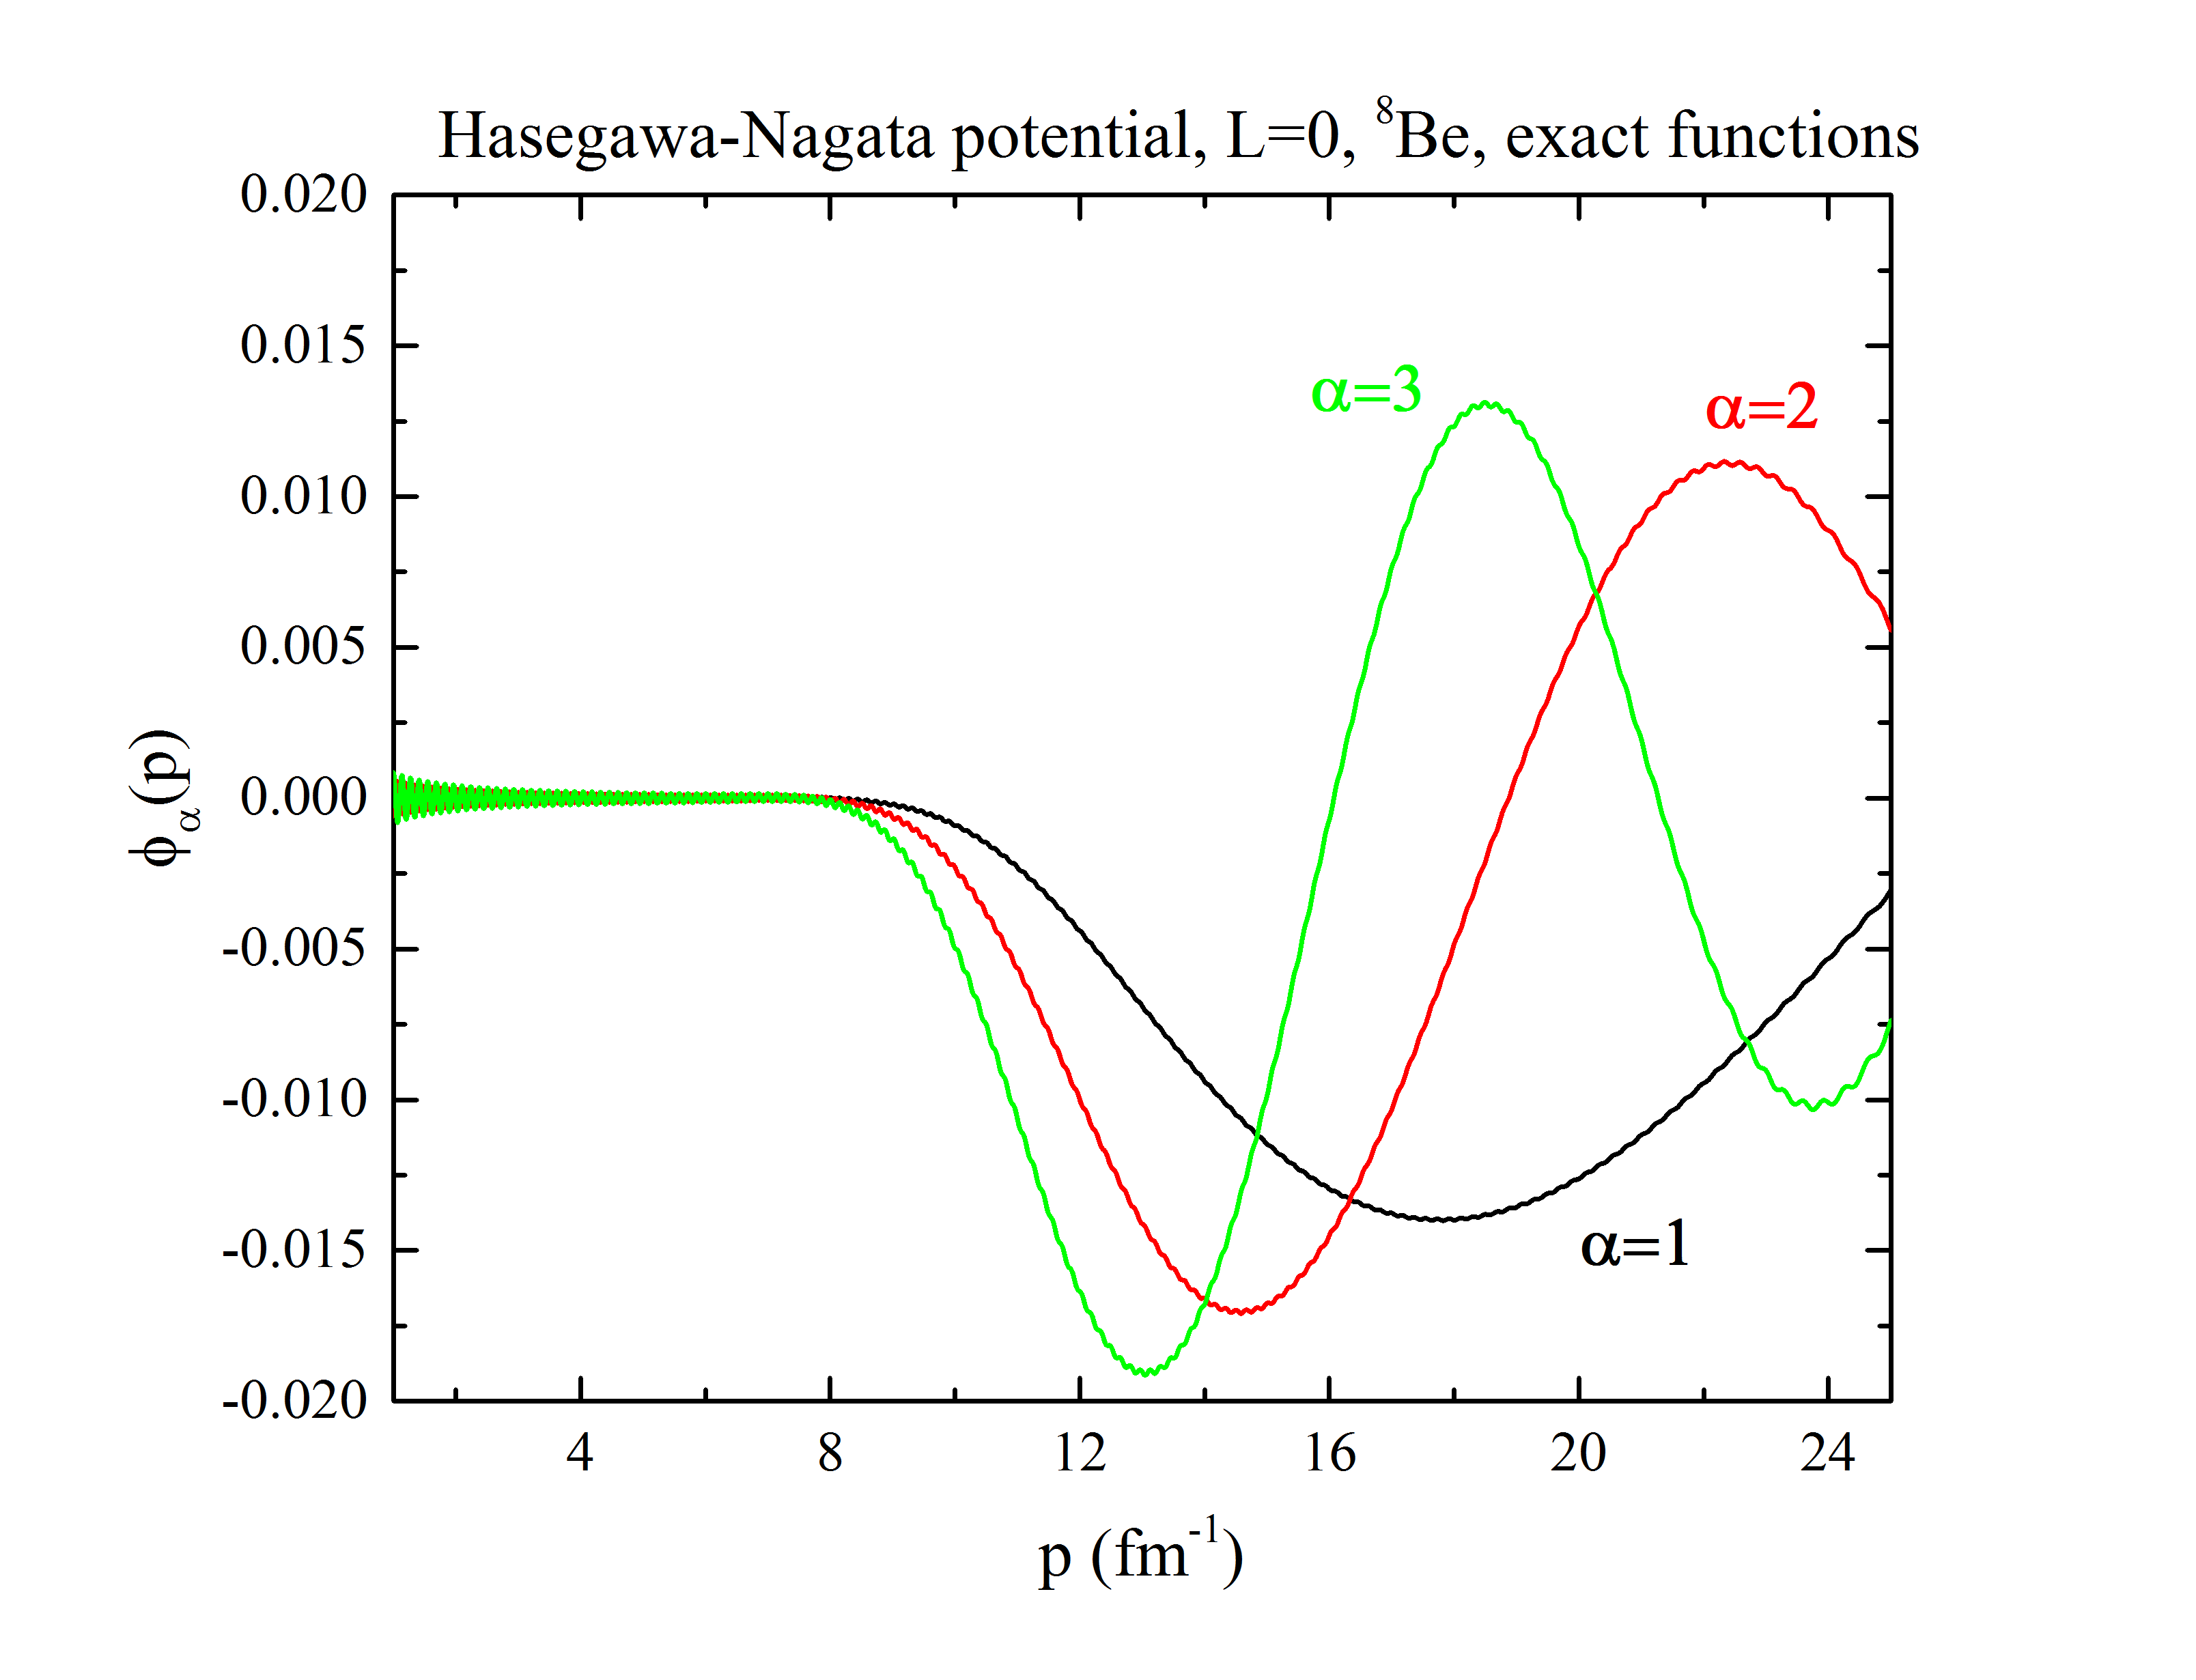 Hasegawa-Nagata potential, L=0, ⁸Be, exact functions
0.020
0.015
α=3
α=2
0.010
0.005
0.000
ϕα(p)
-0.005
-0.010
-0.015
α=1
-0.020
4 8 12 16 20 24
p (fm⁻¹)